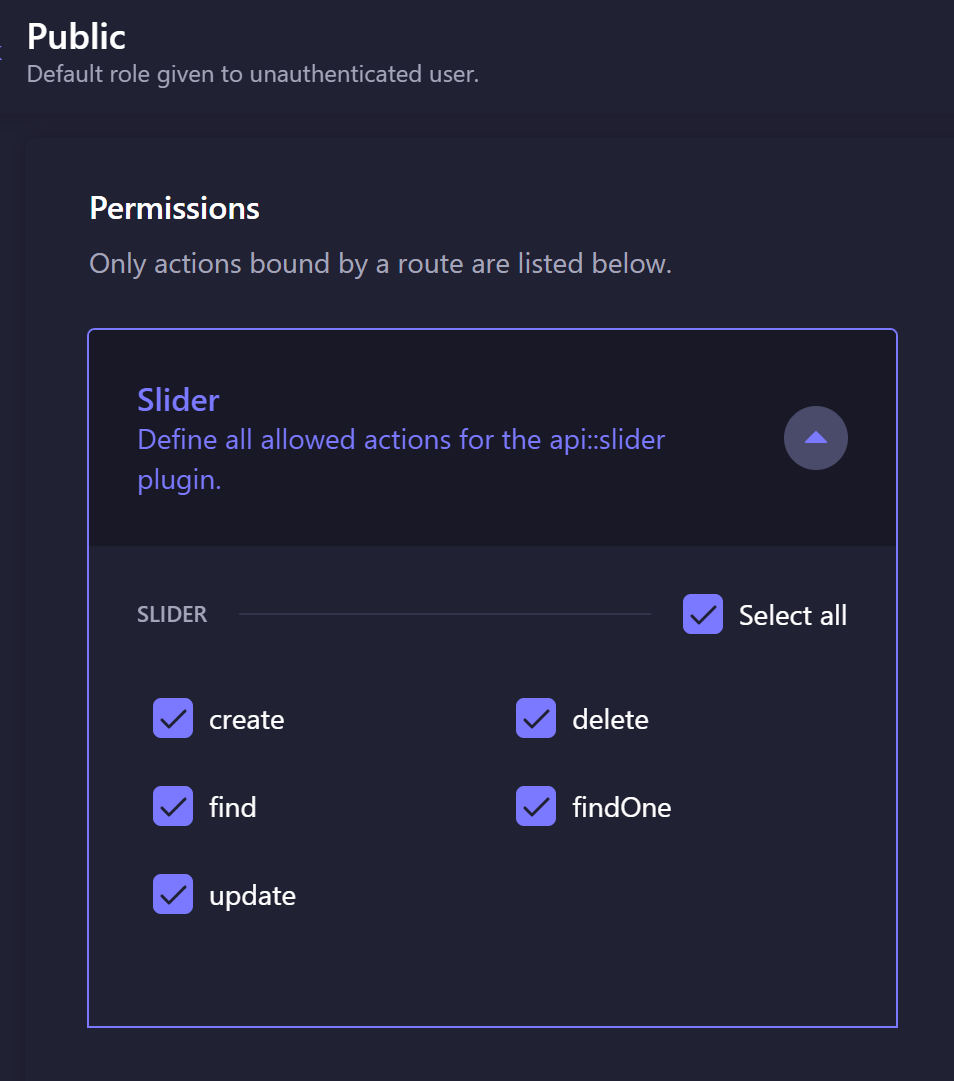 Public
Default role given to unauthenticated user.
Permissions
Only actions bound by a route are listed below.
Slider
Define all allowed actions for the api::slider
plugin.
SLIDER
Select all
create
delete
find
findOne
update